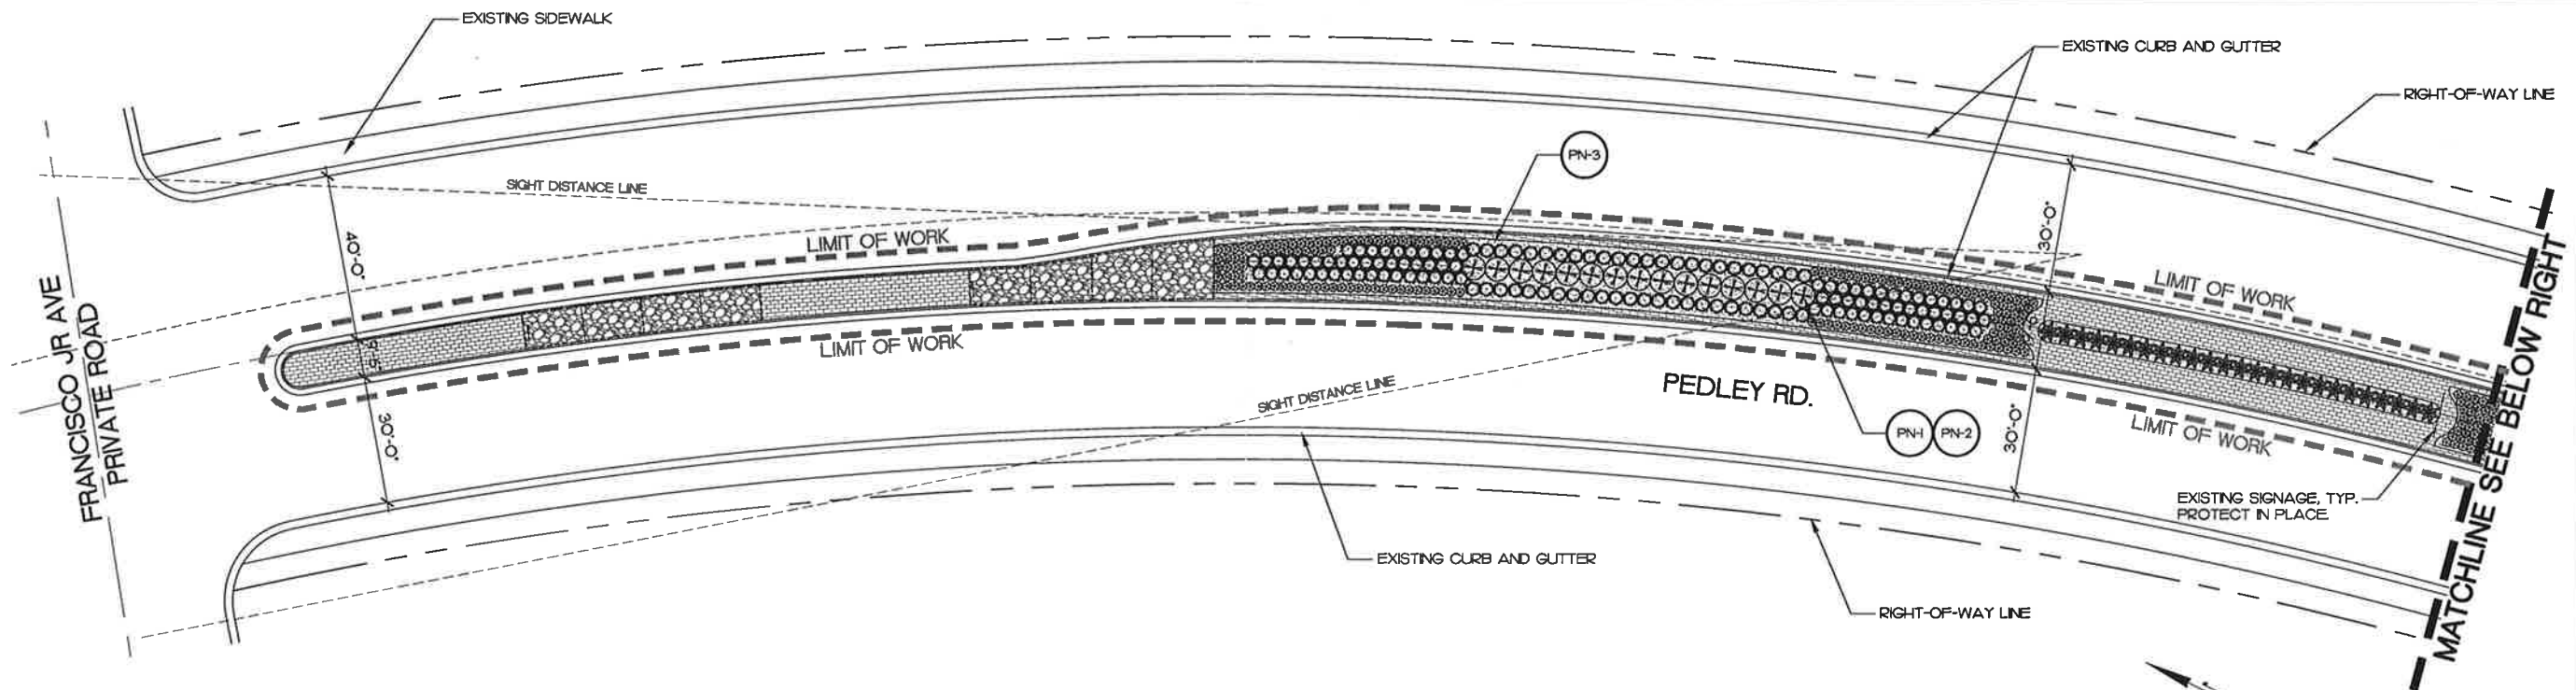 EXISTING SIDEWALK
EXISTING CURB AND GUTTER
RIGHT-OF-WAY LINE
PN-3
SIGHT DISTANCE LINE
40'-0"
LIMIT OF WORK
30'-0"
LIMIT OF WORK
FRANCISCO JR AVE
PRIVATE ROAD
9'-5"
LIMIT OF WORK
30'-0"
SIGHT DISTANCE LINE
PEDLEY RD.
PN-1
PN-2
30'-0"
LIMIT OF WORK
EXISTING SIGNAGE, TYP.
PROTECT IN PLACE
MATCHLINE SEE BELOW RIGHT
EXISTING CURB AND GUTTER
RIGHT-OF-WAY LINE